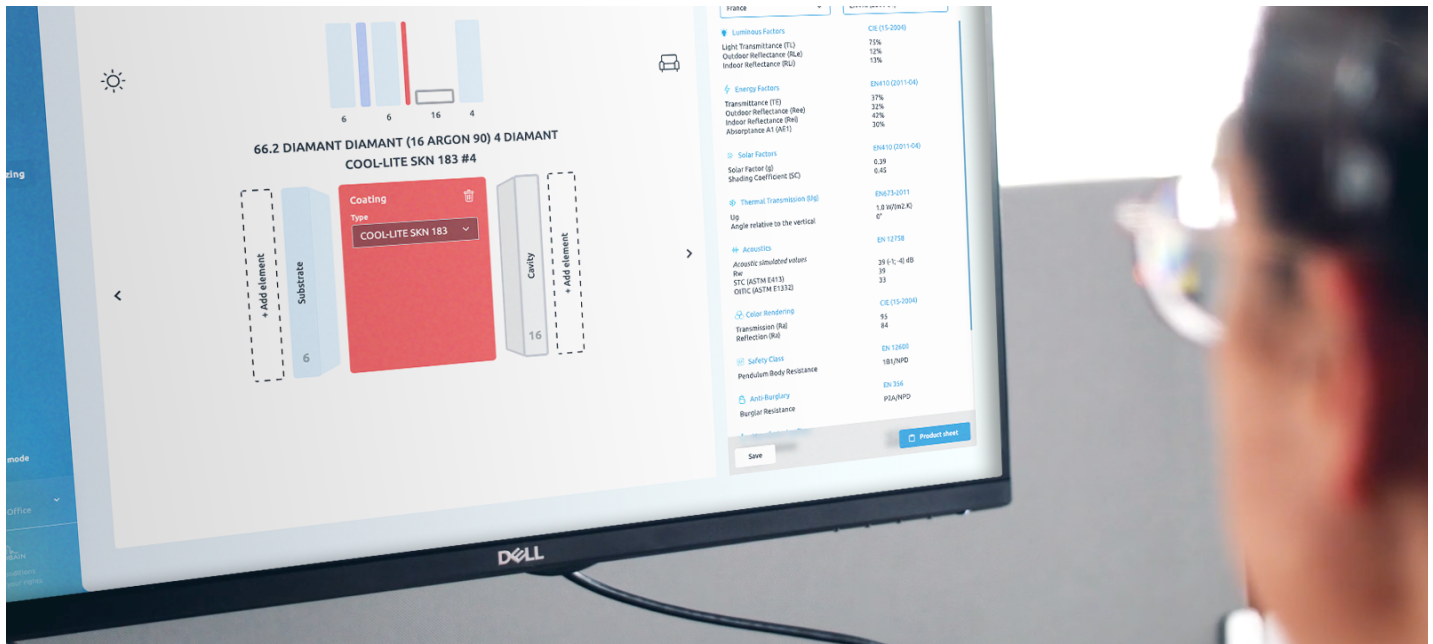 zing
mode
Office
6 6 16 4
66.2 DIAMANT DIAMANT (16 ARGON 90) 4 DIAMANT
COOL-LITE SKN 183 #4
+ Add element
Substrate
6
Coating
Type
COOL-LITE SKN 183
Cavity
16
+ Add element
France
Luminous Factors CIE (15-2004)
Light Transmittance (TL) 75%
Outdoor Reflectance (RLe) 12%
Indoor Reflectance (RLi) 13%
Energy Factors EN410 (2011-04)
Transmittance (TE) 37%
Outdoor Reflectance (Ree) 32%
Indoor Reflectance (Rei) 42%
Absorptance A1 (AE1) 30%
Solar Factors EN410 (2011-04)
Solar Factor (g) 0.39
Shading Coefficient (SC) 0.45
Thermal Transmission (Ug) EN673-2011
Ug 1.0 W/(m2.K)
Angle relative to the vertical 0°
Acoustics EN 12758
Acoustic simulated values
Rw 39 (-1; -4) dB
STC (ASTM E413) 39
OITC (ASTM E1332) 33
Color Rendering CIE (15-2004)
Transmission (Ra) 95
Reflection (Ra) 84
Safety Class EN 12600
Pendulum Body Resistance 1B1/NPD
Anti-Burglary EN 356
Burglar Resistance P2A/NPD
Save
Product sheet
DELL